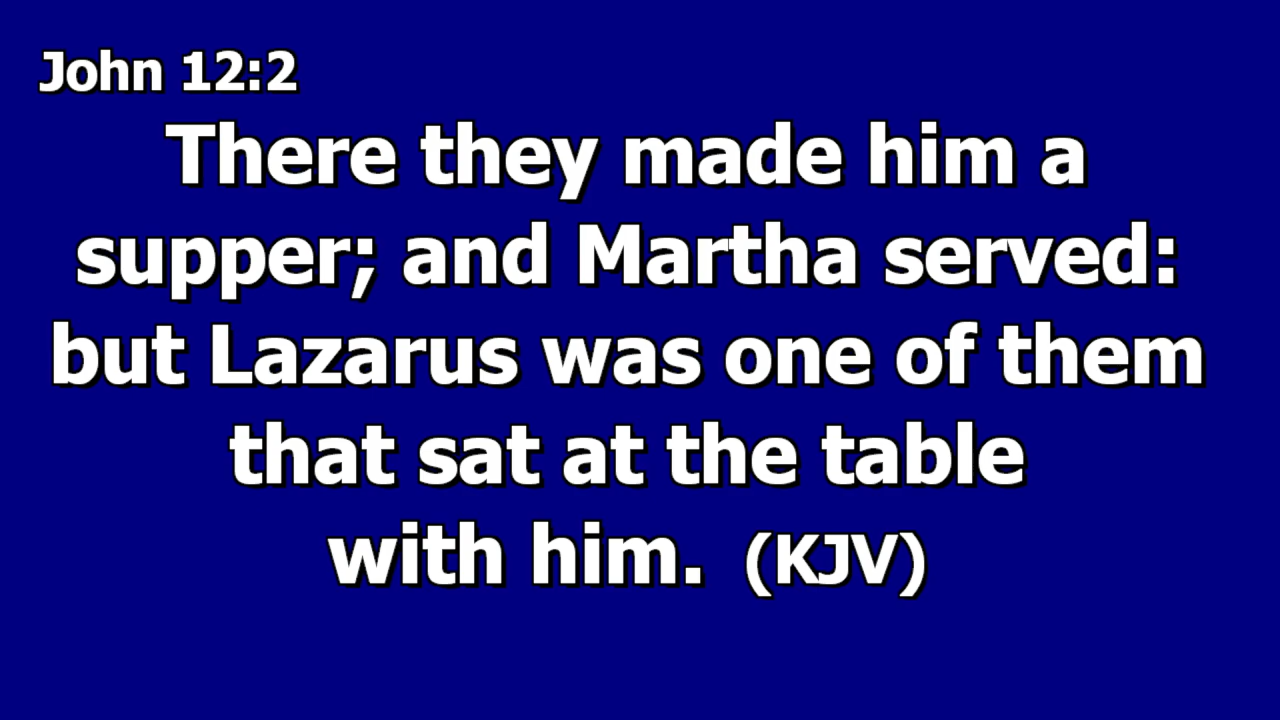 John 12:2
There they made him a
supper; and Martha served:
but Lazarus was one of them
that sat at the table
with him. (KJV)